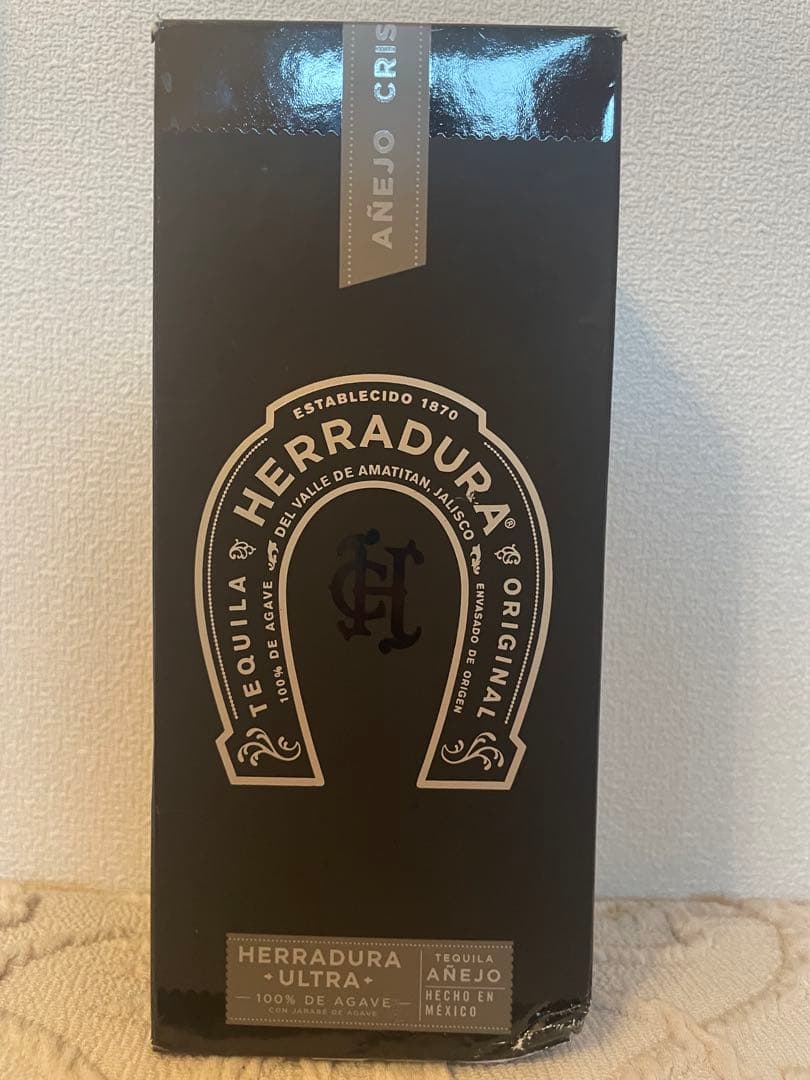 AÑEJO CRIS
ESTABLECIDO 1870
HERRADURA®
DEL VALLE DE AMATITAN, JALISCO
TEQUILA
ORIGINAL
100% DE AGAVE
ENVASADO DE ORIGEN
HERRADURA
ULTRA
100% DE AGAVE
CON JARABE DE AGAVE
TEQUILA
AÑEJO
HECHO EN
MÉXICO